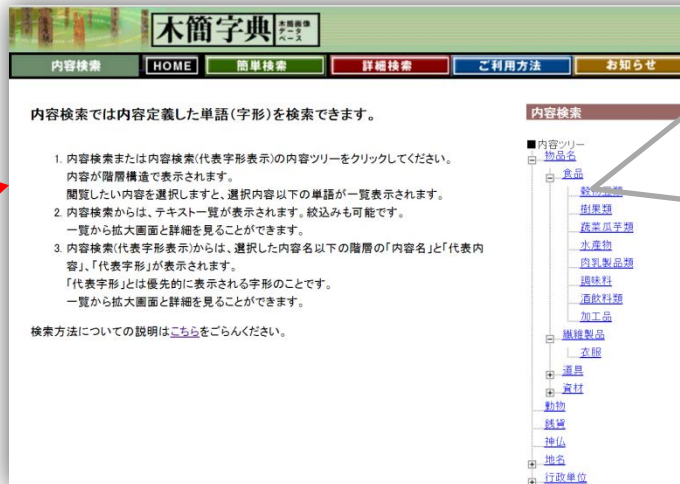 木簡字典 木簡画像データベース
内容検索 HOME 簡単検索 詳細検索 ご利用方法 お知らせ
内容検索では内容定義した単語(字形)を検索できます。
1. 内容検索または内容検索(代表字形表示)の内容ツリーをクリックしてください。
内容が階層構造で表示されます。
閲覧したい内容を選択しますと、選択内容以下の単語が一覧表示されます。
2. 内容検索からは、テキスト一覧が表示されます。絞込みも可能です。
一覧から拡大画面と詳細を見ることができます。
3. 内容検索(代表字形表示)からは、選択した内容名以下の階層の「内容名」と「代表内
容」、「代表字形」が表示されます。
「代表字形」とは優先的に表示される字形のことです。
一覧から拡大画面と詳細を見ることができます。
検索方法についての説明はこちらをごらんください。
内容検索
■内容ツリー
物品名
食品
樹果類
蔬菜瓜芋類
水産物
肉乳製品類
調味料
酒飲料類
加工品
繊維製品
衣服
道具
資材
動物
銭貨
神仏
地名
行政単位